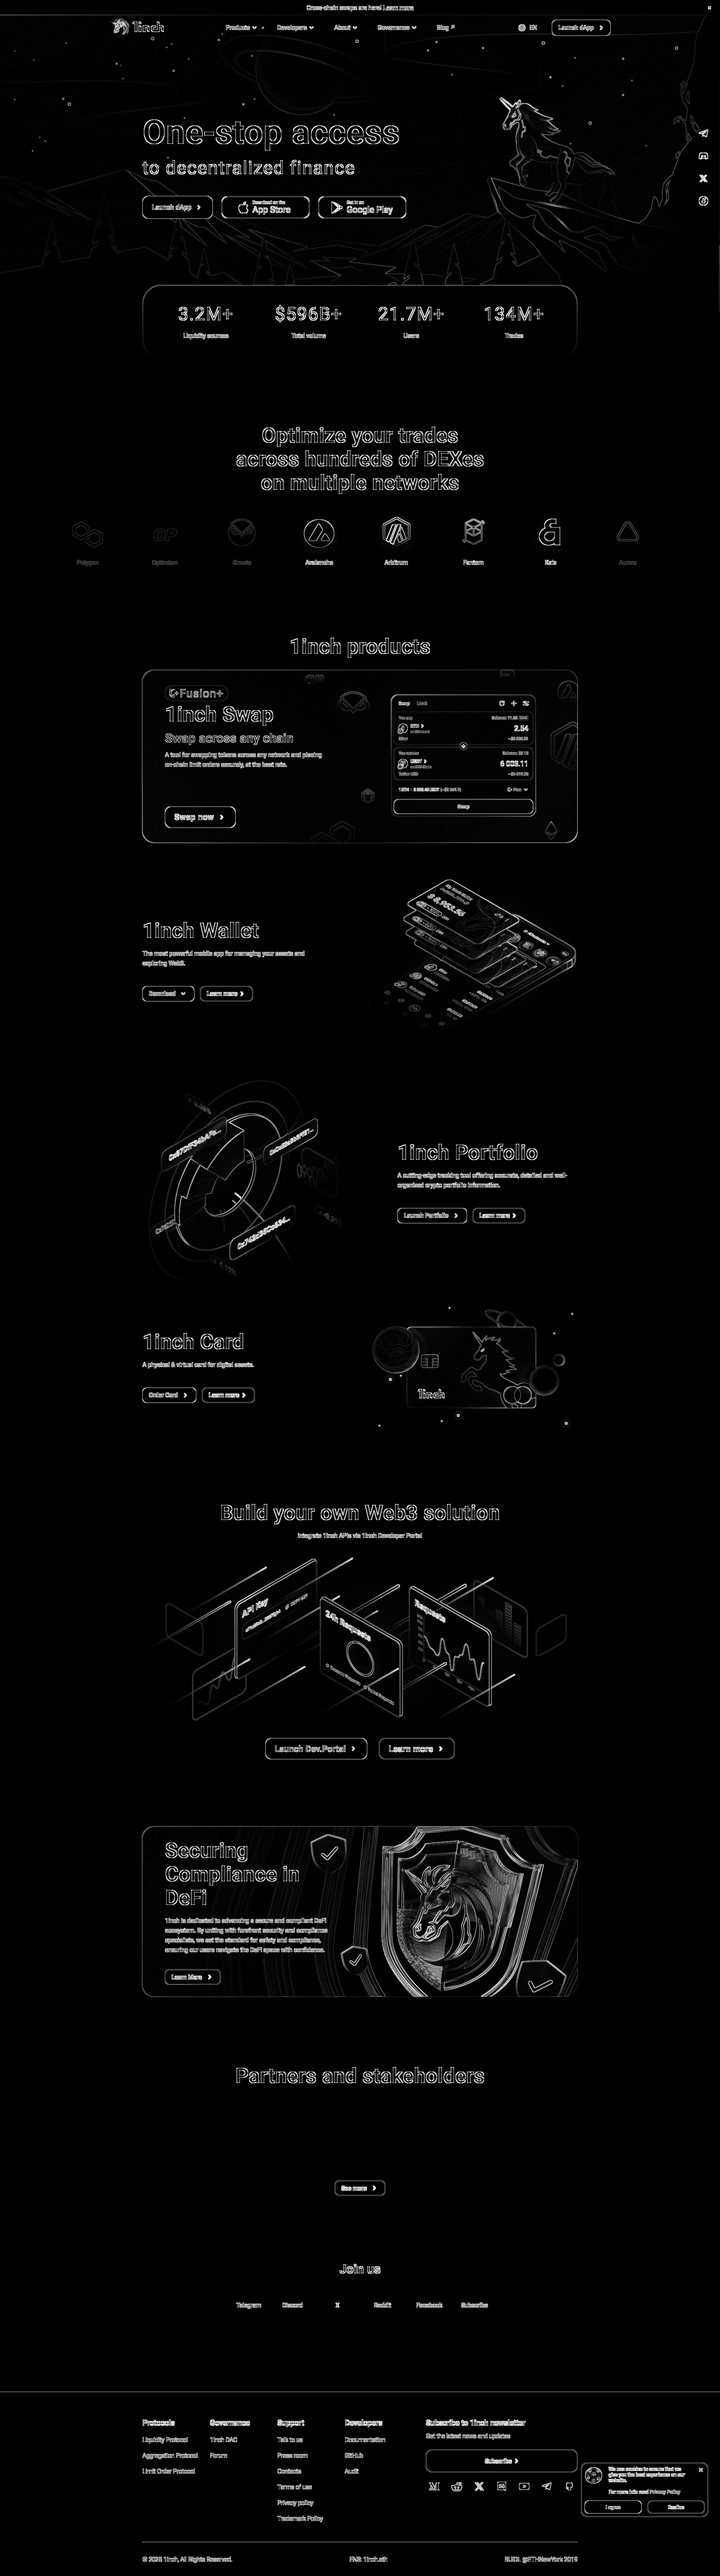 Cross-chain swaps are here! Learn more
1inch
Products
Developers
About
Governance
Blog
EN
Launch dApp
One-stop access
to decentralized finance
Launch dApp
Download on the
App Store
Get it on
Google Play
3.2M+
$596B+
21.7M+
134M+
Liquidity sources
Total volume
Users
Trades
Optimize your trades
across hundreds of DEXes
on multiple networks
OP
Polygon
Optimism
Gnosis
Avalanche
Arbitrum
Fantom
Kaia
Aurora
1inch products
Fusion+
1inch Swap
Swap across any chain
A tool for swapping tokens across any network and placing
on-chain limit orders securely, at the best rate.
Swap now
OP
Swap
Limit
You pay
ETH
2.54
You receive
USDT
6 003.11
Tether USD
Swap
1inch Wallet
The most powerful mobile app for managing your assets and
exploring Web3.
Download
Learn more
1inch Portfolio
A cutting-edge tracking tool offering accurate, detailed and well-
organised crypto portfolio information.
Launch Portfolio
Learn more
1inch Card
A physical & virtual card for digital assets.
Order Card
Learn more
1inch
Build your own Web3 solution
Integrate 1inch APIs via 1inch Developer Portal
API Key
24h Requests
Requests
Launch Dev.Portal
Learn more
Securing
Compliance in
DeFi
1inch is dedicated to advancing a secure and compliant DeFi
ecosystem. By uniting with forefront security and compliance
specialists, we set the standard for safety and compliance,
ensuring our users navigate the DeFi space with confidence.
Learn More
Partners and stakeholders
See more
Join us
Telegram
Discord
X
Reddit
Facebook
Subscribe
Protocols
Liquidity Protocol
Aggregation Protocol
Limit Order Protocol
Governance
1inch DAO
Forum
Support
Talk to us
Press room
Contacts
Terms of use
Privacy policy
Trademark Policy
Developers
Documentation
GitHub
Audit
Subscribe to 1inch newsletter
Get the latest news and updates
Subscribe
We use cookies to ensure that we
give you the best experience on our
website.
For more info read Privacy Policy
I agree
Decline
© 2025 1inch, All Rights Reserved.
ENS: 1inch.eth
BUIDL @ETHNewYork 2019